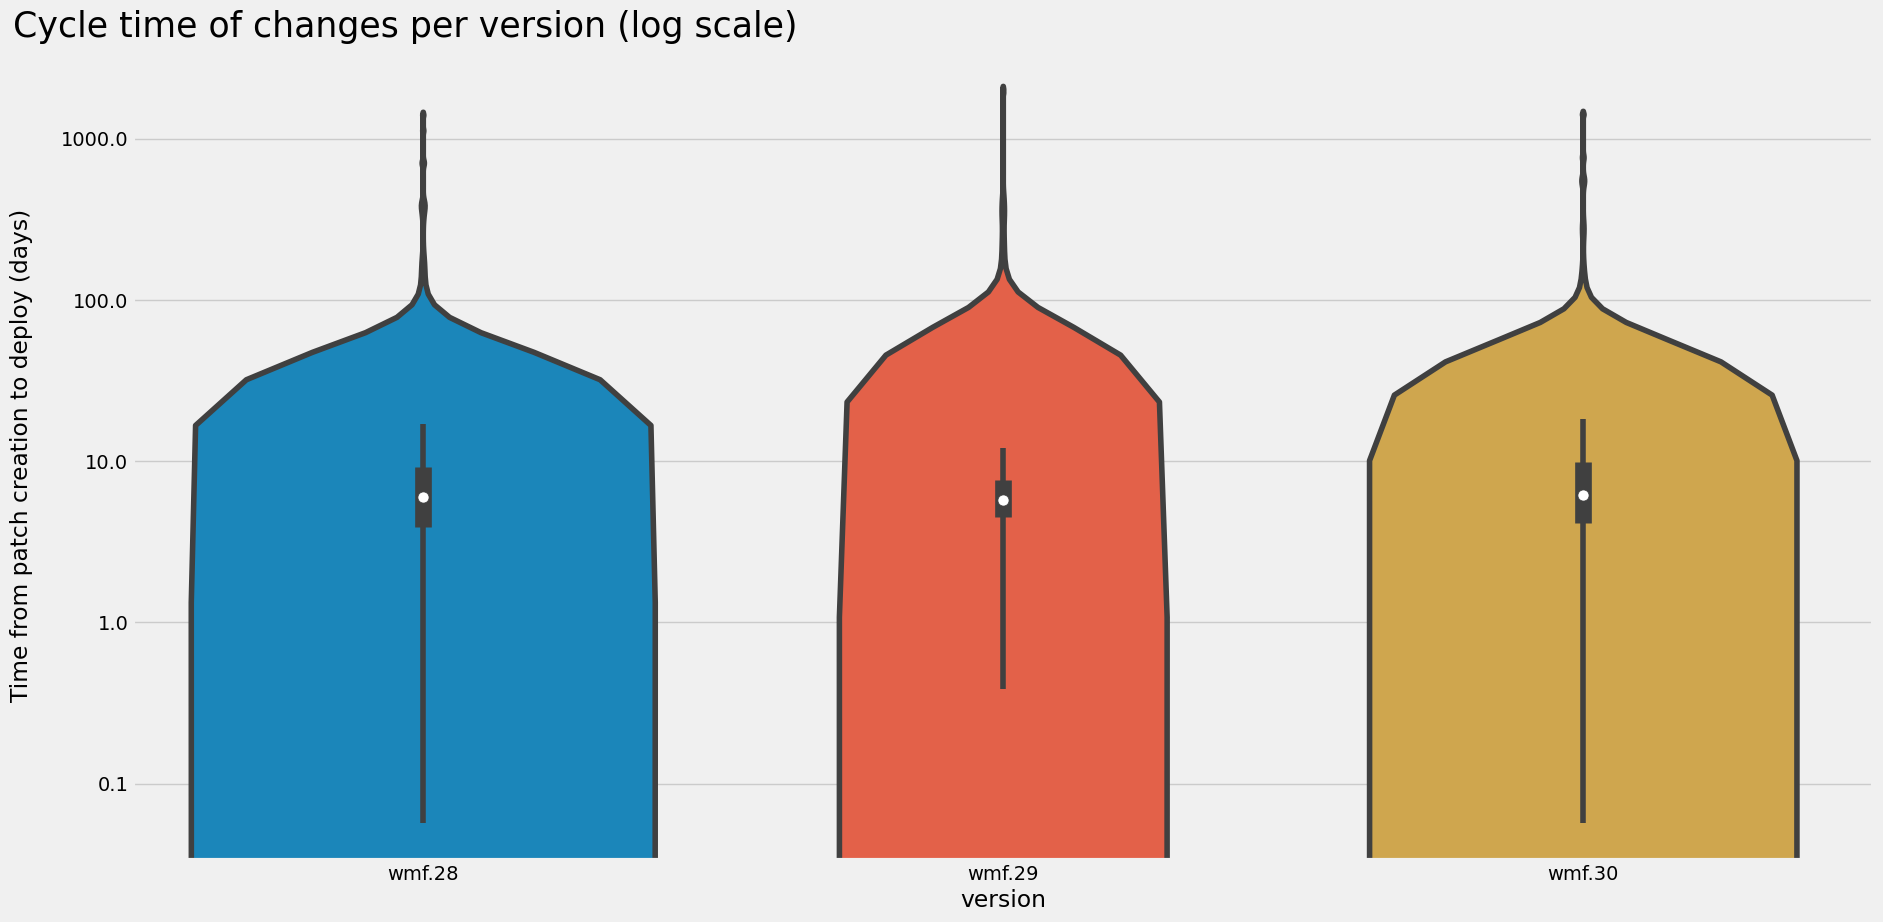 Cycle time of changes per version (log scale)
Time from patch creation to deploy (days)
1000.0
100.0
10.0
1.0
0.1
wmf.28
wmf.29
wmf.30
version